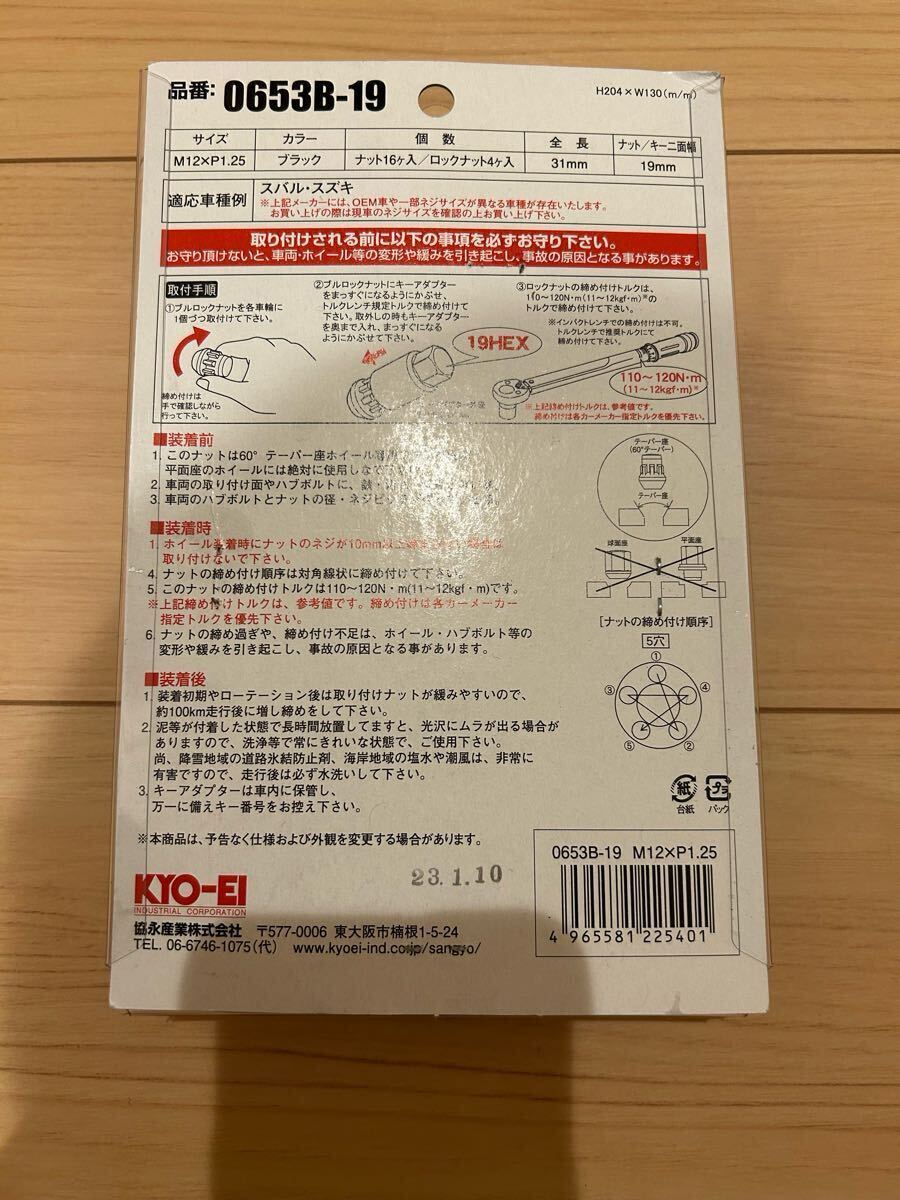 品番: 0653B-19
H204×W130(m/m)
サイズ カラー 個数 全長 ナット/キー二面幅
M12×P1.25 ブラック ナット16ヶ入/ロックナット4ヶ入 31mm 19mm
適応車種例 スバル・スズキ
※上記メーカーには、OEM車や一部ネジサイズが異なる車種が存在いたします。
お買い上げの際は現車のネジサイズを確認の上お買い上げ下さい。
取り付けされる前に以下の事項を必ずお守り下さい。
お守り頂けないと、車両・ホイール等の変形や緩みを引き起こし、事故の原因となる事があります。
取付手順
①ブルロックナットを各車輪に
1個づつ取付けて下さい。
締め付けは
手で確認しながら
行って下さい。
②ブルロックナットにキーアダプター
をまっすぐになるようにかぶせ、
トルクレンチ規定トルクで締め付けて
下さい。取外しの時もキーアダプター
を奥まで入れ、まっすぐになる
ようにかぶせて下さい。
19HEX
③ロックナットの締め付けトルクは、
110~120N・m(11~12kgf・m)※の
トルクで締め付けて下さい。
※インパクトレンチでの締め付けは不可。
トルクレンチで推奨トルクにて
締め付けて下さい。
110~120N・m
(11~12kgf・m)※
※上記締め付けトルクは、参考値です。
締め付けは各カーメーカー指定トルクを優先下さい。
■装着前
1. このナットは60°テーパー座ホイール
平面座のホイールには絶対に使用しな
2. 車両の取り付け面やハブボルトに、
3. 車両のハブボルトとナットの径・ネジピッ
テーパー座
(60°テーパー)
テーパー座
球面座 平面座
■装着時
1. ホイール装着時にナットのネジが10mm以上
取り付けないで下さい。
4. ナットの締め付け順序は対角線状に締め付けて下さい。
5. このナットの締め付けトルクは110~120N・m(11~12kgf・m)です。
※上記締め付けトルクは、参考値です。締め付けは各カーメーカー
指定トルクを優先下さい。
6. ナットの締め過ぎや、締め付け不足は、ホイール・ハブボルト等の
変形や緩みを引き起こし、事故の原因となる事があります。
[ナットの締め付け順序]
5穴
①
③ ④
⑤ ②
■装着後
1. 装着初期やローテーション後は取り付けナットが緩みやすいので、
約100km走行後に増し締めをして下さい。
2. 泥等が付着した状態で長時間放置してますと、光沢にムラが出る場合が
ありますので、洗浄等で常にきれいな状態で、ご使用下さい。
尚、降雪地域の道路氷結防止剤、海岸地域の塩水や潮風は、非常に
有害ですので、走行後は必ず水洗いして下さい。
3. キーアダプターは車内に保管し、
万一に備えキー番号をお控え下さい。
紙 プラ
台紙 パック
※本商品は、予告なく仕様および外観を変更する場合があります。
23.1.10
KYO-EI
INDUSTRIAL CORPORATION
協永産業株式会社 〒577-0006 東大阪市楠根1-5-24
TEL. 06-6746-1075(代) www.kyoei-ind.co.jp/sangyo/
0653B-19 M12×P1.25
4 965581 225401